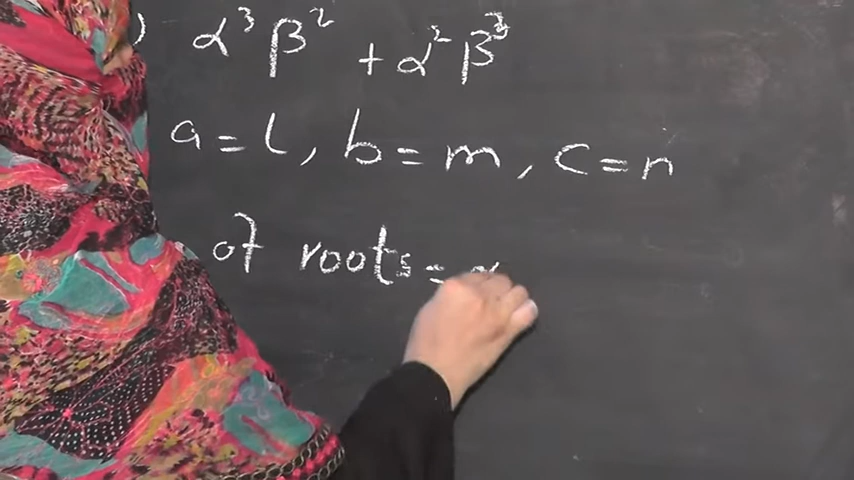 ) α³β² + α²β³
a = l, b = m, c = n
of roots = α